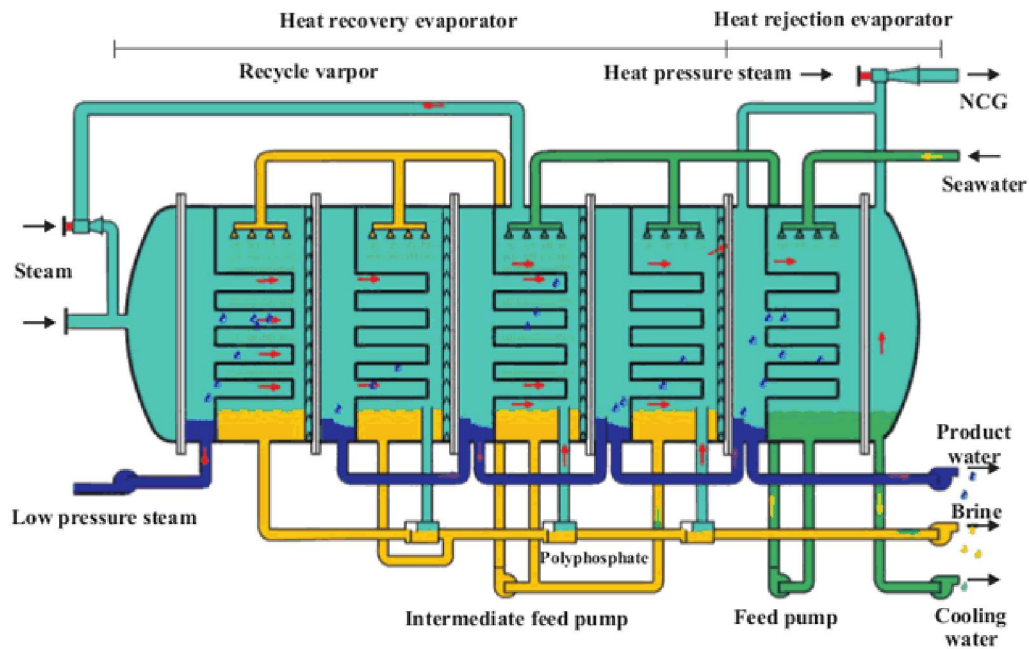 Heat recovery evaporator
Heat rejection evaporator
Recycle varpor
Heat pressure steam
NCG
Seawater
Steam
Product
water
Low pressure steam
Brine
Polyphosphate
Intermediate feed pump
Feed pump
Cooling
water